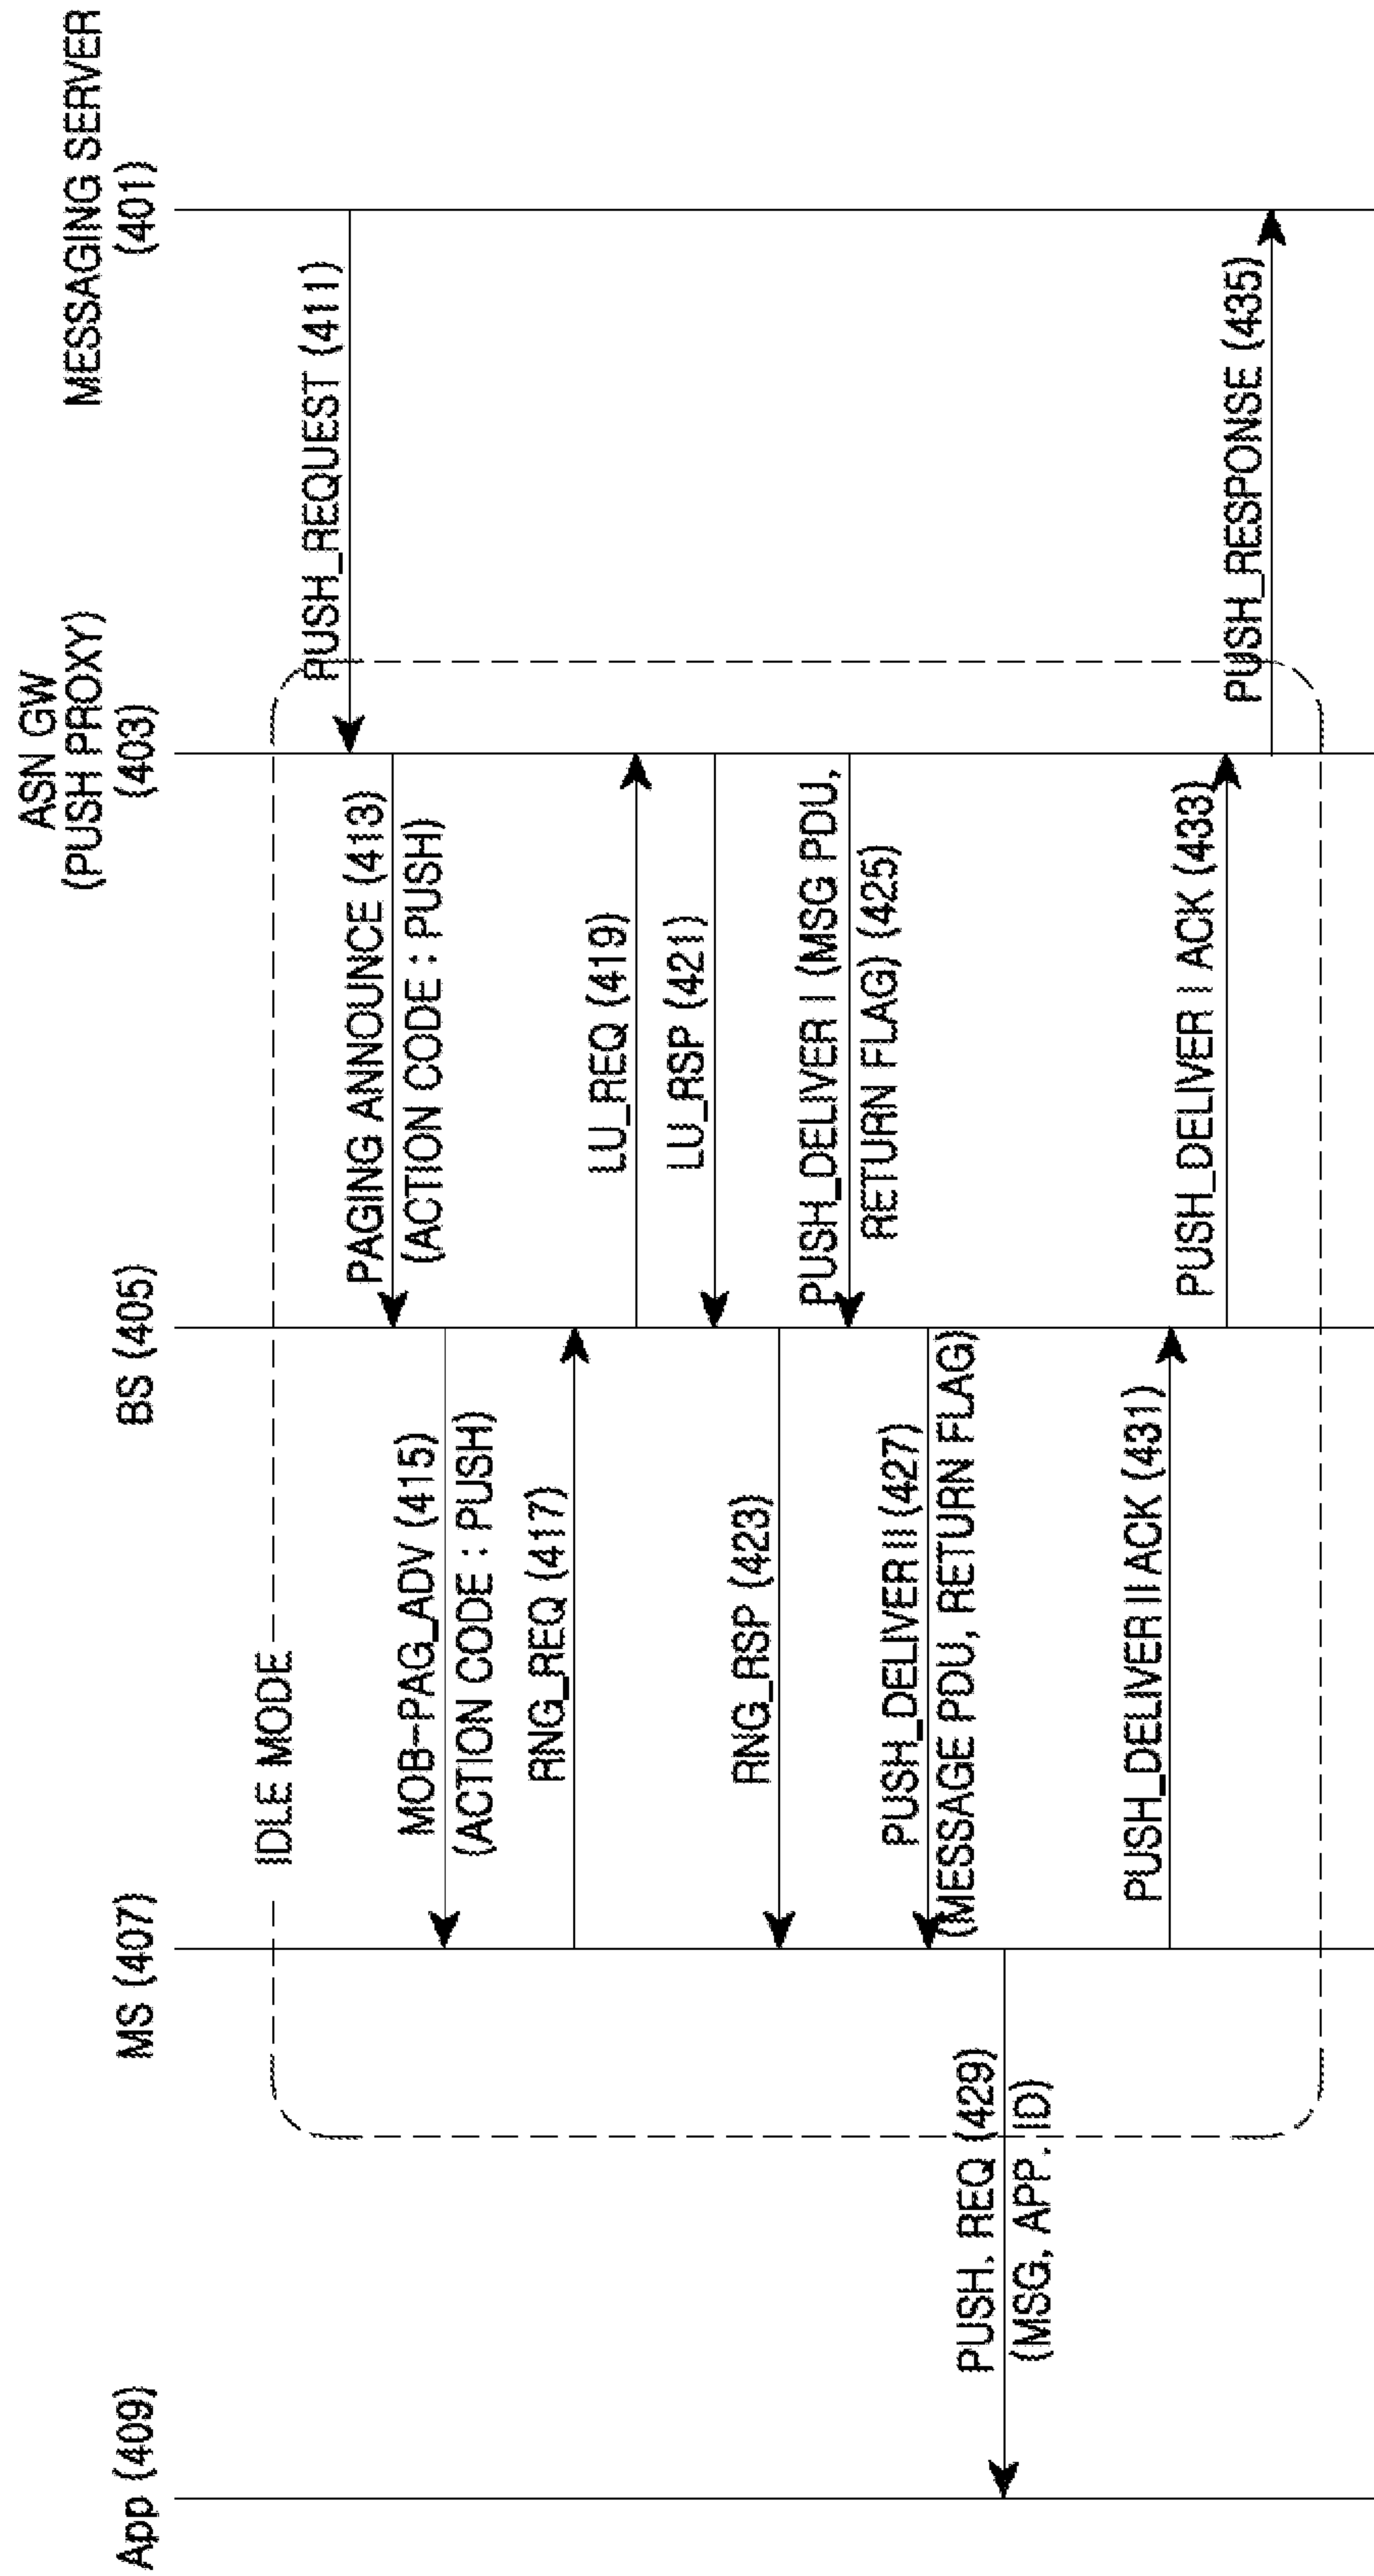 App (409)
MS (407)
BS (405)
ASN GW
(PUSH PROXY)
(403)
MESSAGING SERVER
(401)
IDLE MODE
PUSH_REQUEST (411)
PAGING ANNOUNCE (413)
(ACTION CODE : PUSH)
MOB-PAG_ADV (415)
(ACTION CODE : PUSH)
RNG_REQ (417)
LU_REQ (419)
LU_RSP (421)
RNG_RSP (423)
PUSH_DELIVER I (MSG PDU,
RETURN FLAG) (425)
PUSH_DELIVER II (427)
(MESSAGE PDU, RETURN FLAG)
PUSH. REQ (429)
(MSG, APP. ID)
PUSH_DELIVER II ACK (431)
PUSH_DELIVER I ACK (433)
PUSH_RESPONSE (435)